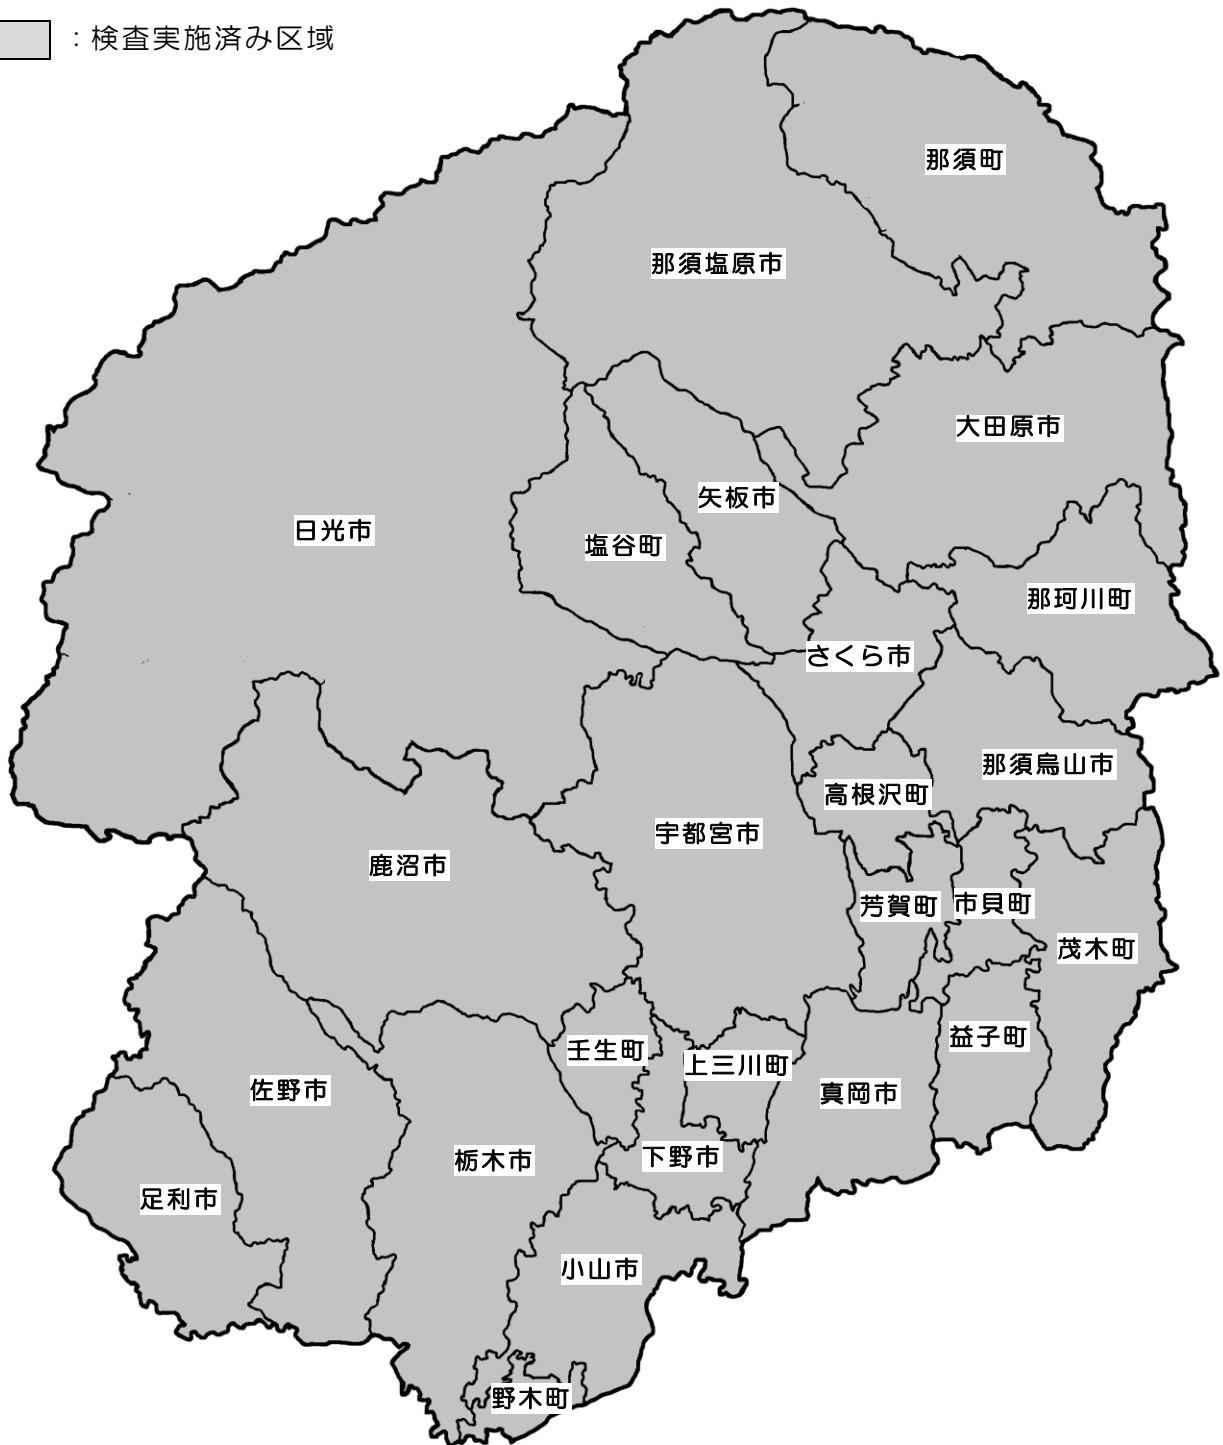 ：検査実施済み区域
那須町
那須塩原市
大田原市
矢板市
日光市
塩谷町
那珂川町
さくら市
那須烏山市
高根沢町
宇都宮市
鹿沼市
芳賀町
市貝町
茂木町
益子町
壬生町
上三川町
佐野市
真岡市
栃木市
下野市
足利市
小山市
野木町